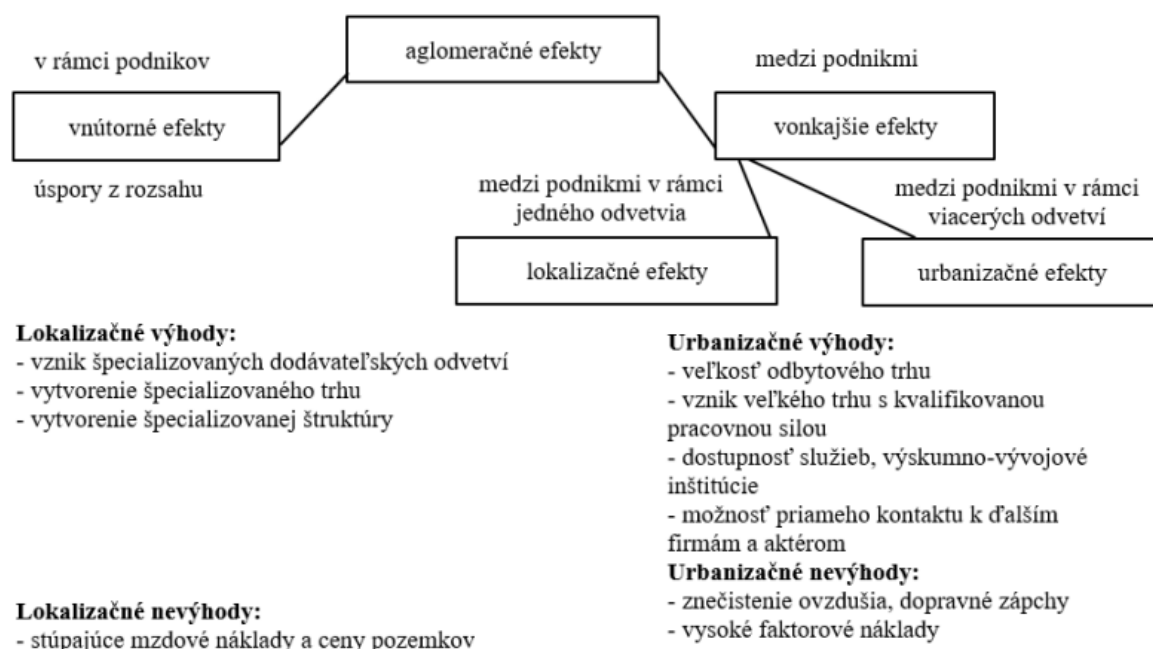 aglomeračné efekty
v rámci podnikov
medzi podnikmi
vnútorné efekty
vonkajšie efekty
úspory z rozsahu
medzi podnikmi v rámci
jedného odvetvia
medzi podnikmi v rámci
viacerých odvetví
lokalizačné efekty
urbanizačné efekty
Lokalizačné výhody:
- vznik špecializovaných dodávateľských odvetví
- vytvorenie špecializovaného trhu
- vytvorenie špecializovanej štruktúry
Lokalizačné nevýhody:
- stúpajúce mzdové náklady a ceny pozemkov
Urbanizačné výhody:
- veľkosť odbytového trhu
- vznik veľkého trhu s kvalifikovanou
pracovnou silou
- dostupnosť služieb, výskumno-vývojové
inštitúcie
- možnosť priameho kontaktu k ďalším
firmám a aktérom
Urbanizačné nevýhody:
- znečistenie ovzdušia, dopravné zápchy
- vysoké faktorové náklady